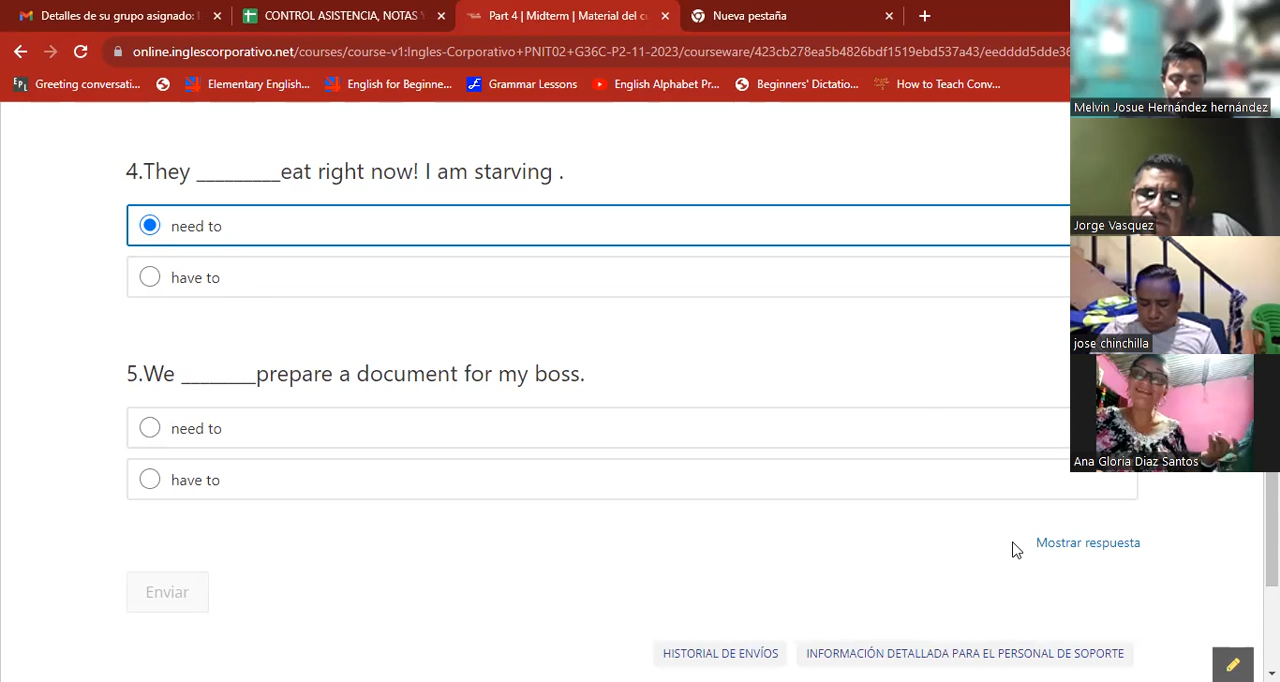 Detalles de su grupo asignado:
CONTROL ASISTENCIA, NOTAS
Part 4 | Midterm | Material del cu
Nueva pestaña
online.inglescorporativo.net/courses/course-v1:Ingles-Corporativo+PNIT02+G36C-P2-11-2023/courseware/423cb278ea5b4826bdf1519ebd537a43/eedddd5dde36
Greeting conversati...
Elementary English...
English for Beginne...
Grammar Lessons
English Alphabet Pr...
Beginners' Dictatio...
How to Teach Conv...
Melvin Josue Hernández hernández
4.They _________eat right now! I am starving .
need to
have to
Jorge Vasquez
jose chinchilla
5.We ________prepare a document for my boss.
need to
have to
Ana Gloria Diaz Santos
Mostrar respuesta
Enviar
HISTORIAL DE ENVÍOS
INFORMACIÓN DETALLADA PARA EL PERSONAL DE SOPORTE